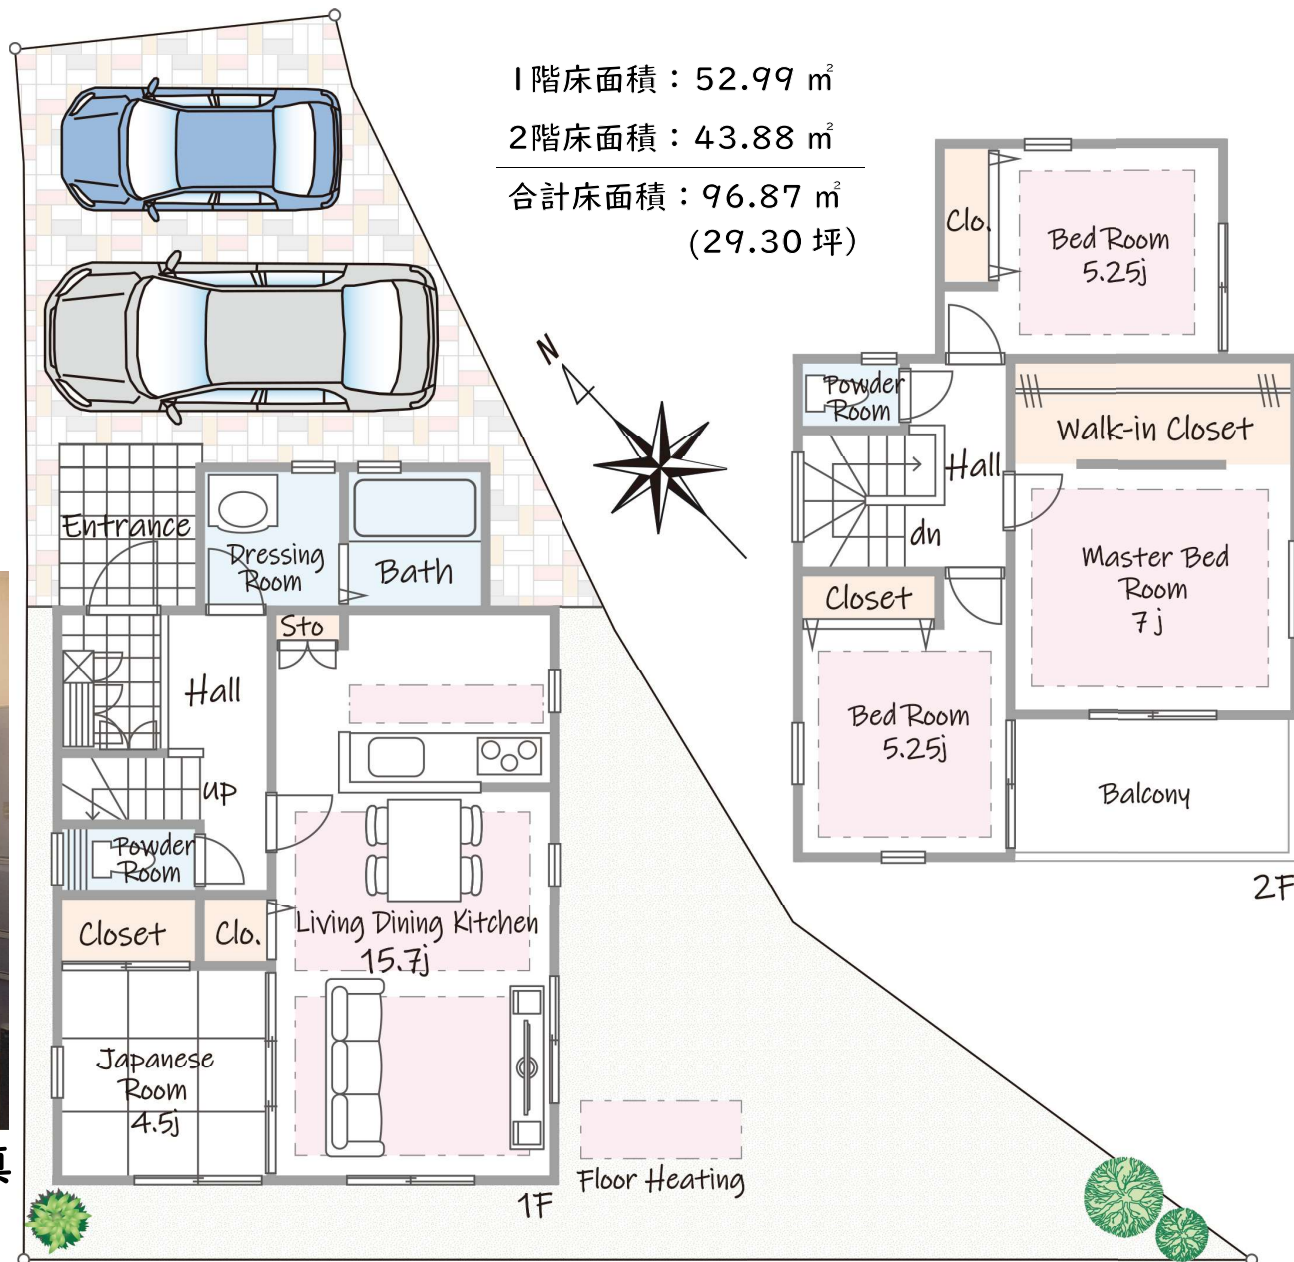 1階床面積：52.99 ㎡
2階床面積：43.88 ㎡
合計床面積：96.87 ㎡
(29.30 坪)
N
Entrance
Dressing
Room
Bath
Sto
Hall
up
Powder
Room
Closet
Clo.
Living Dining Kitchen
15.7j
Japanese
Room
4.5j
Floor Heating
1F
Clo.
Bed Room
5.25j
Powder
Room
Walk-in Closet
Hall
dn
Master Bed
Room
7j
Closet
Bed Room
5.25j
Balcony
2F